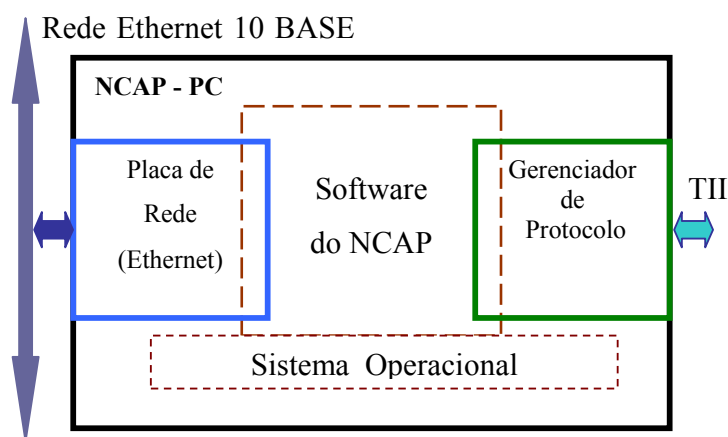 Rede Ethernet 10 BASE
NCAP - PC
Placa de
Rede
(Ethernet)
Software
do NCAP
Gerenciador
de
Protocolo
TII
Sistema Operacional